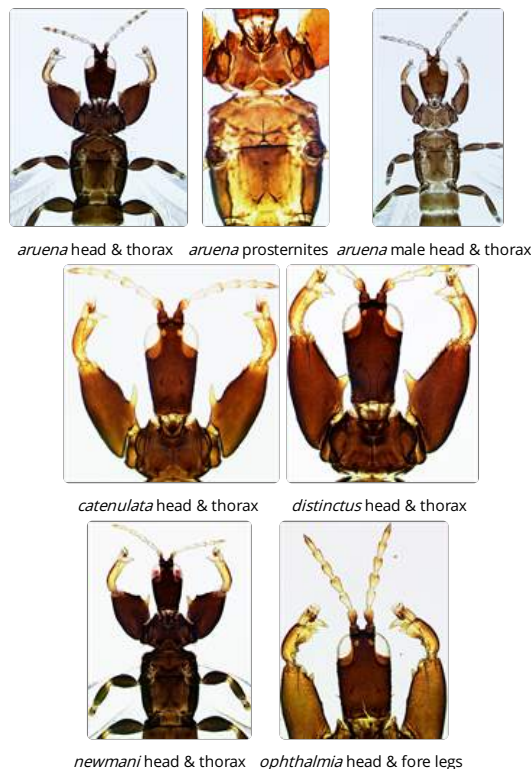 aruena head & thorax aruena prosternites aruena male head & thorax
catenulata head & thorax distinctus head & thorax
newmani head & thorax ophthalmia head & fore legs